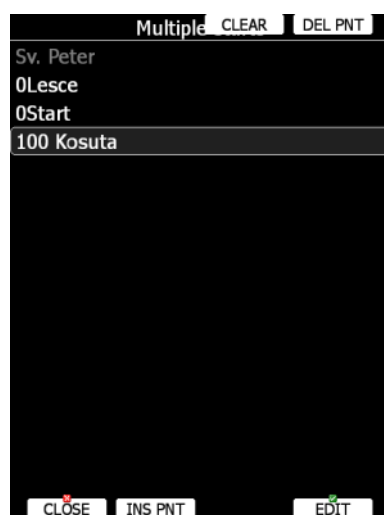 Multiple CLEAR DEL PNT
Sv. Peter
0Lesce
0Start
100 Kosuta
CLOSE INS PNT EDIT